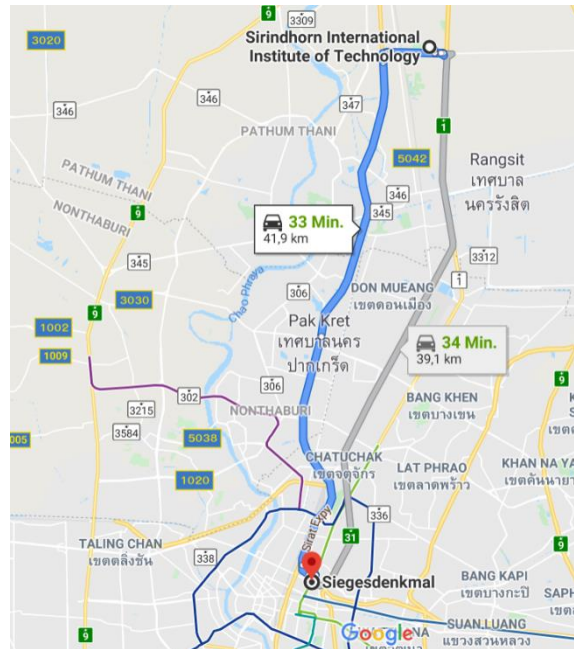 9
3309
3020
Sirindhorn International
Institute of Technology
346
346
347
1
PATHUM THANI
5042
Rangsit
เทศบาล
นครรังสิต
PATHUM THANI
NONTHABURI
9
33 Min.
41,9 km
346
345
345
3312
1
Chao Phraya
306
DON MUEANG
เขตดอนเมือง
3030
9
1002
1009
Pak Kret
เทศบาลนคร
ปากเกร็ด
34 Min.
39,1 km
9
306
302
3215
NONTHABURI
BANG KHEN
เขตบางเขน
3584
5038
005
1020
CHATUCHAK
เขตจตุจักร
LAT PHRAO
เขตลาดพร้าว
KHAN NA YA
เขตคันนายา
Sirat Expy
336
31
TALING CHAN
เขตตลิ่งชัน
338
Siegesdenkmal
BANG KAPI
เขตบางกะปิ
SAPH
9
Google
NA
SUAN LUANG
แขวงสวนหลวง
9